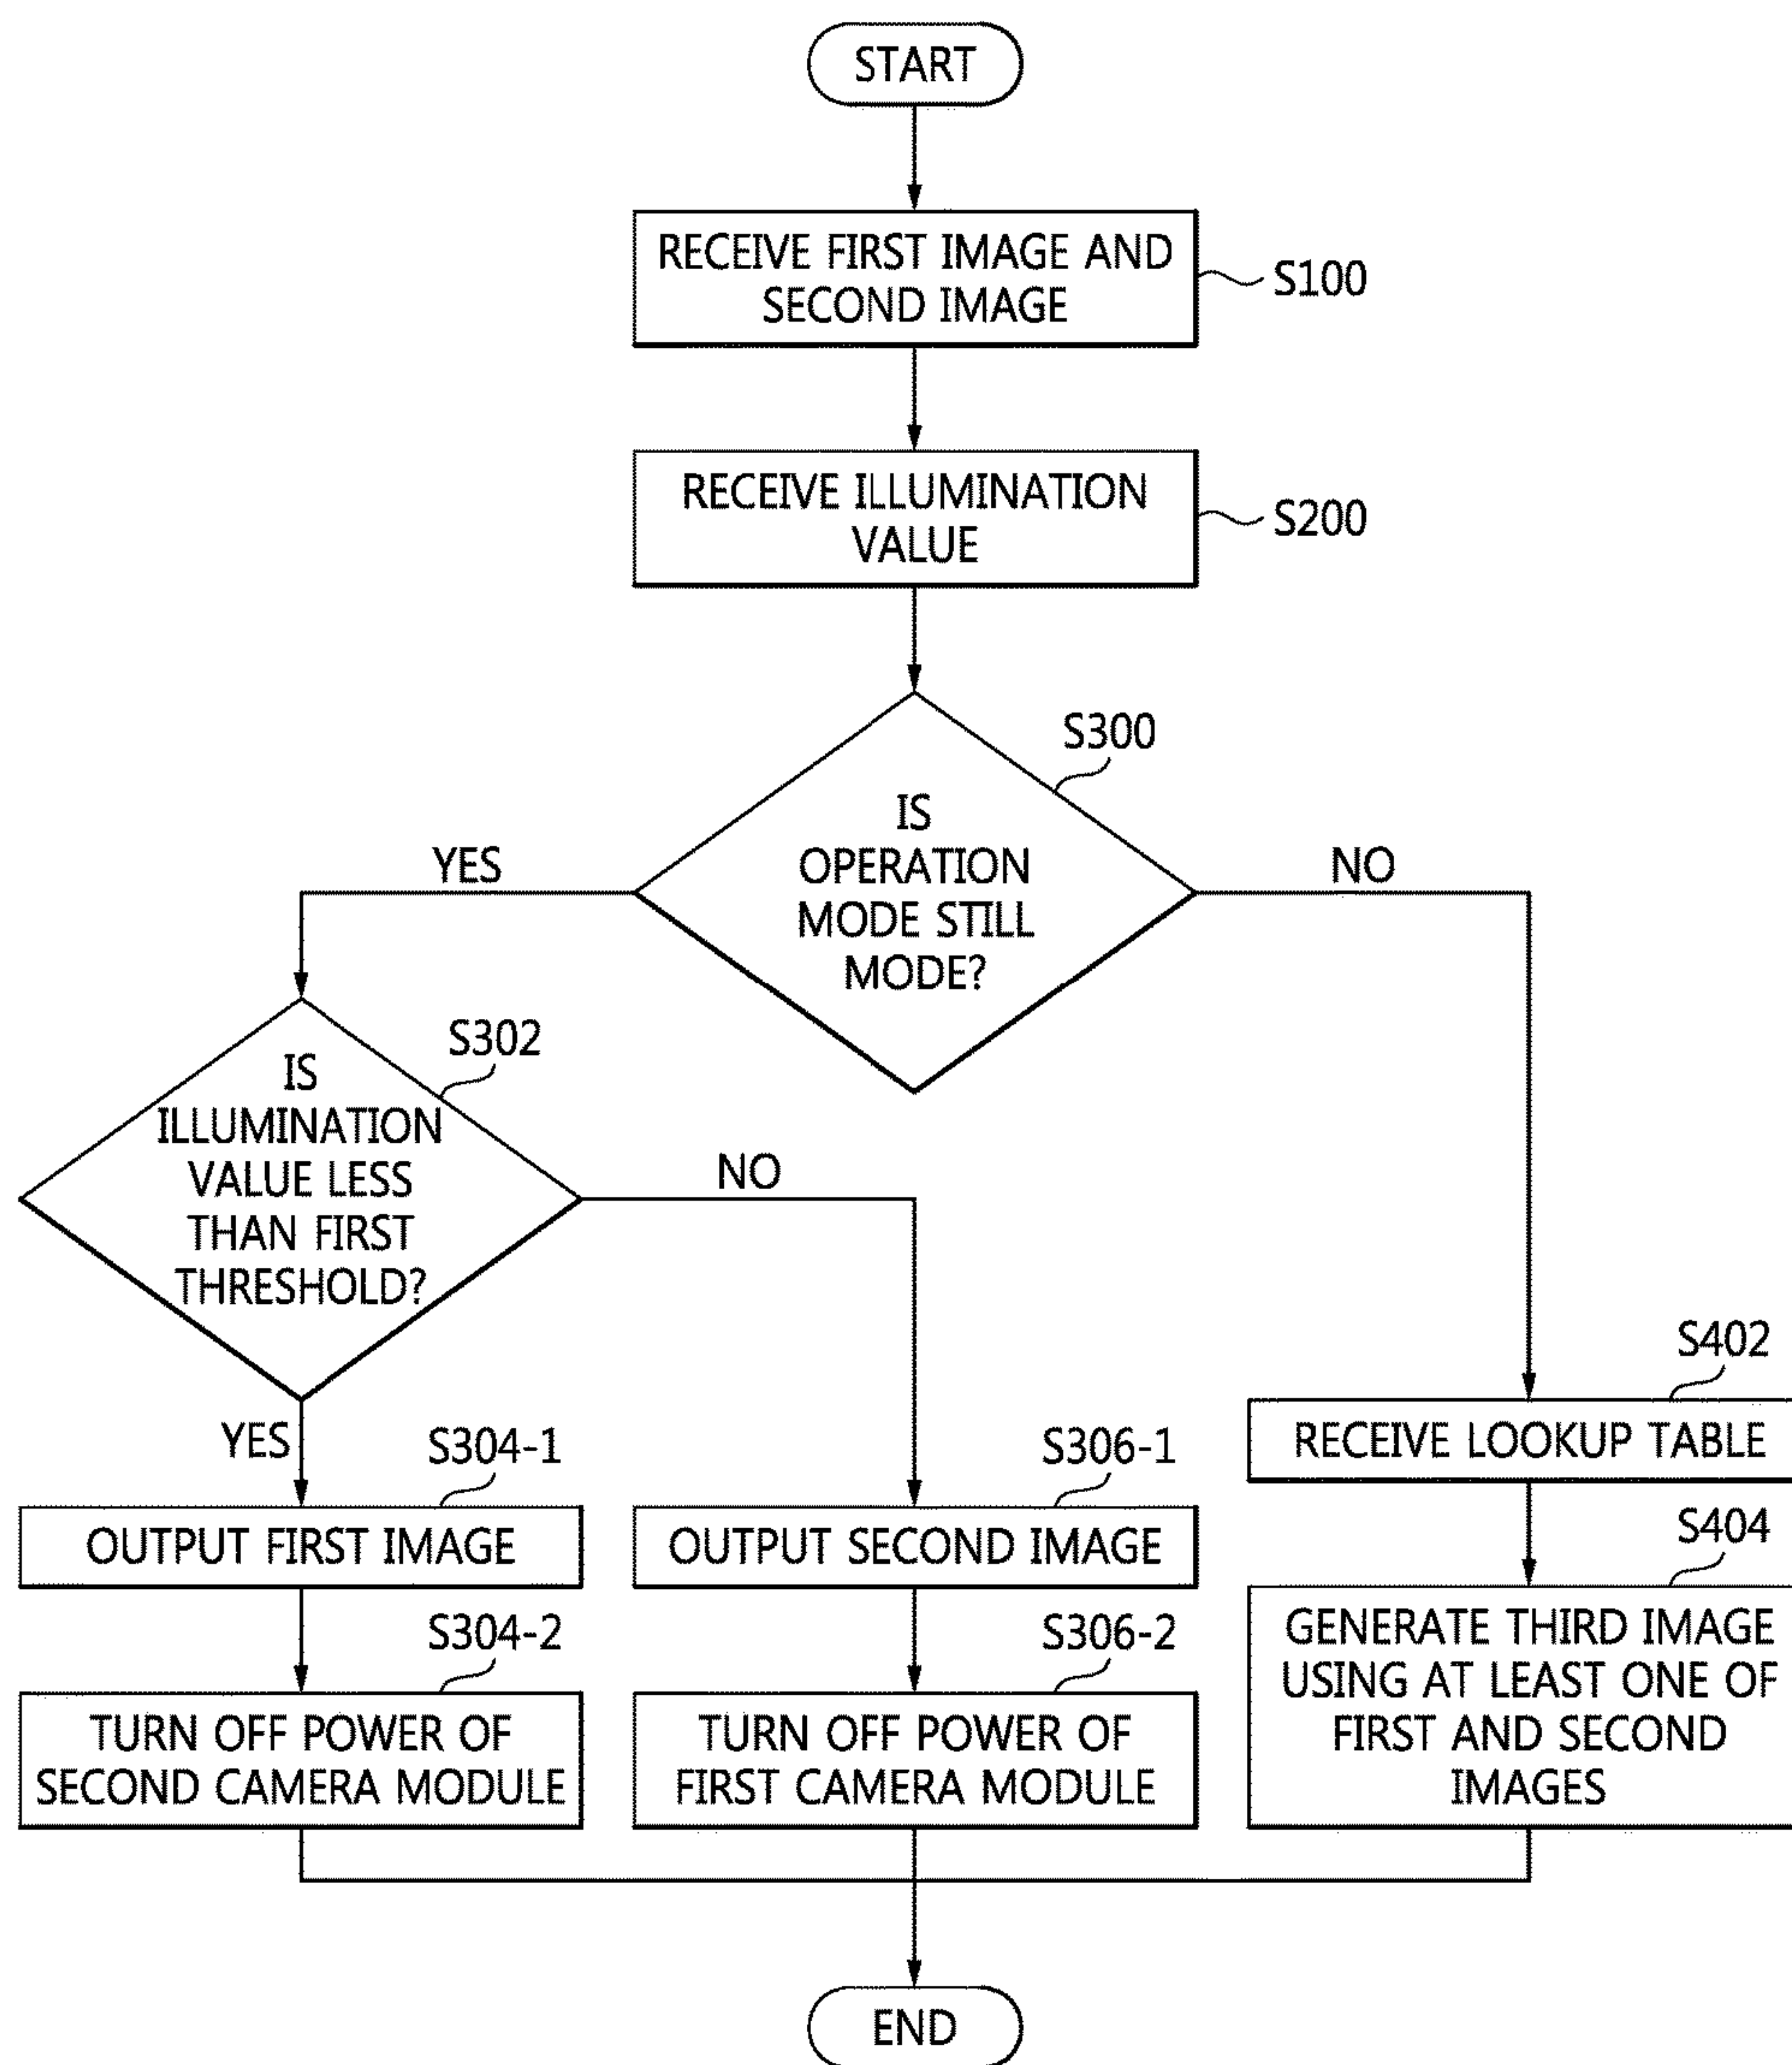 START
RECEIVE FIRST IMAGE AND
SECOND IMAGE
S100
RECEIVE ILLUMINATION
VALUE
S200
S300
IS
OPERATION
MODE STILL
MODE?
YES
NO
S302
IS
ILLUMINATION
VALUE LESS
THAN FIRST
THRESHOLD?
NO
YES
S304-1
OUTPUT FIRST IMAGE
S304-2
TURN OFF POWER OF
SECOND CAMERA MODULE
S306-1
OUTPUT SECOND IMAGE
S306-2
TURN OFF POWER OF
FIRST CAMERA MODULE
S402
RECEIVE LOOKUP TABLE
S404
GENERATE THIRD IMAGE
USING AT LEAST ONE OF
FIRST AND SECOND
IMAGES
END